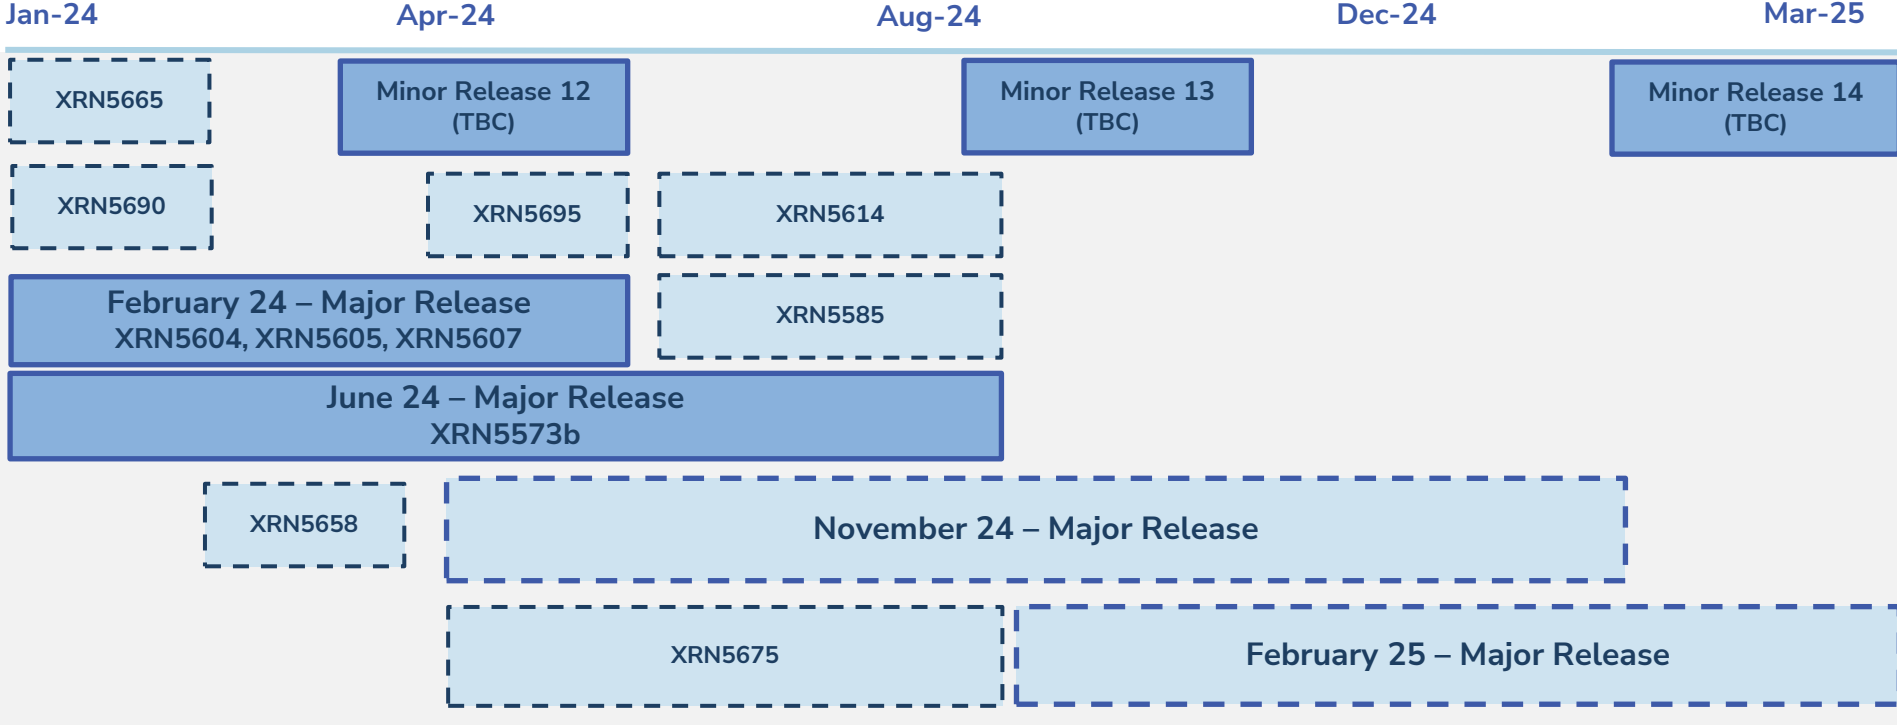 Jan-24
Apr-24
Aug-24
Dec-24
Mar-25
XRN5665
Minor Release 12
(TBC)
Minor Release 13
(TBC)
Minor Release 14
(TBC)
XRN5690
XRN5695
XRN5614
February 24 – Major Release
XRN5604, XRN5605, XRN5607
XRN5585
June 24 – Major Release
XRN5573b
XRN5658
November 24 – Major Release
XRN5675
February 25 – Major Release